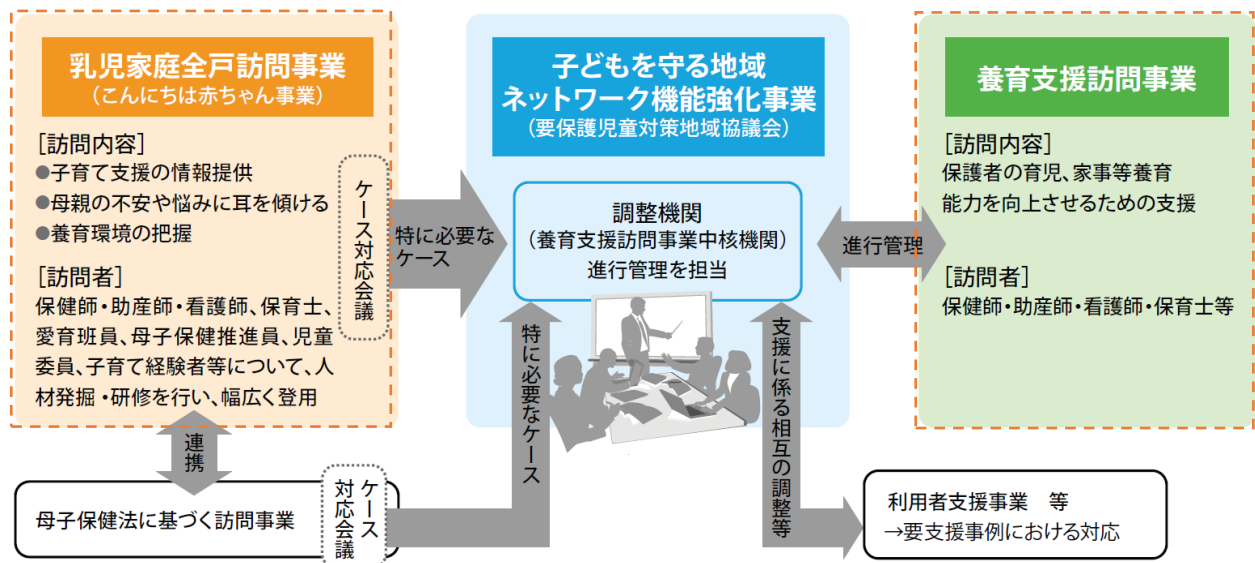 乳児家庭全戸訪問事業
（こんにちは赤ちゃん事業）
［訪問内容］
●子育て支援の情報提供
●母親の不安や悩みに耳を傾ける
●養育環境の把握
［訪問者］
保健師・助産師・看護師、保育士、
愛育班員、母子保健推進員、児童
委員、子育て経験者等について、人
材発掘・研修を行い、幅広く登用
ケース対応会議
特に必要な
ケース
子どもを守る地域
ネットワーク機能強化事業
（要保護児童対策地域協議会）
調整機関
（養育支援訪問事業中核機関）
進行管理を担当
進行管理
養育支援訪問事業
［訪問内容］
保護者の育児、家事等養育
能力を向上させるための支援
［訪問者］
保健師・助産師・看護師・保育士等
連携
母子保健法に基づく訪問事業
ケース
対応会議
特に必要なケース
支援に係る相互の調整等
利用者支援事業　等
→要支援事例における対応